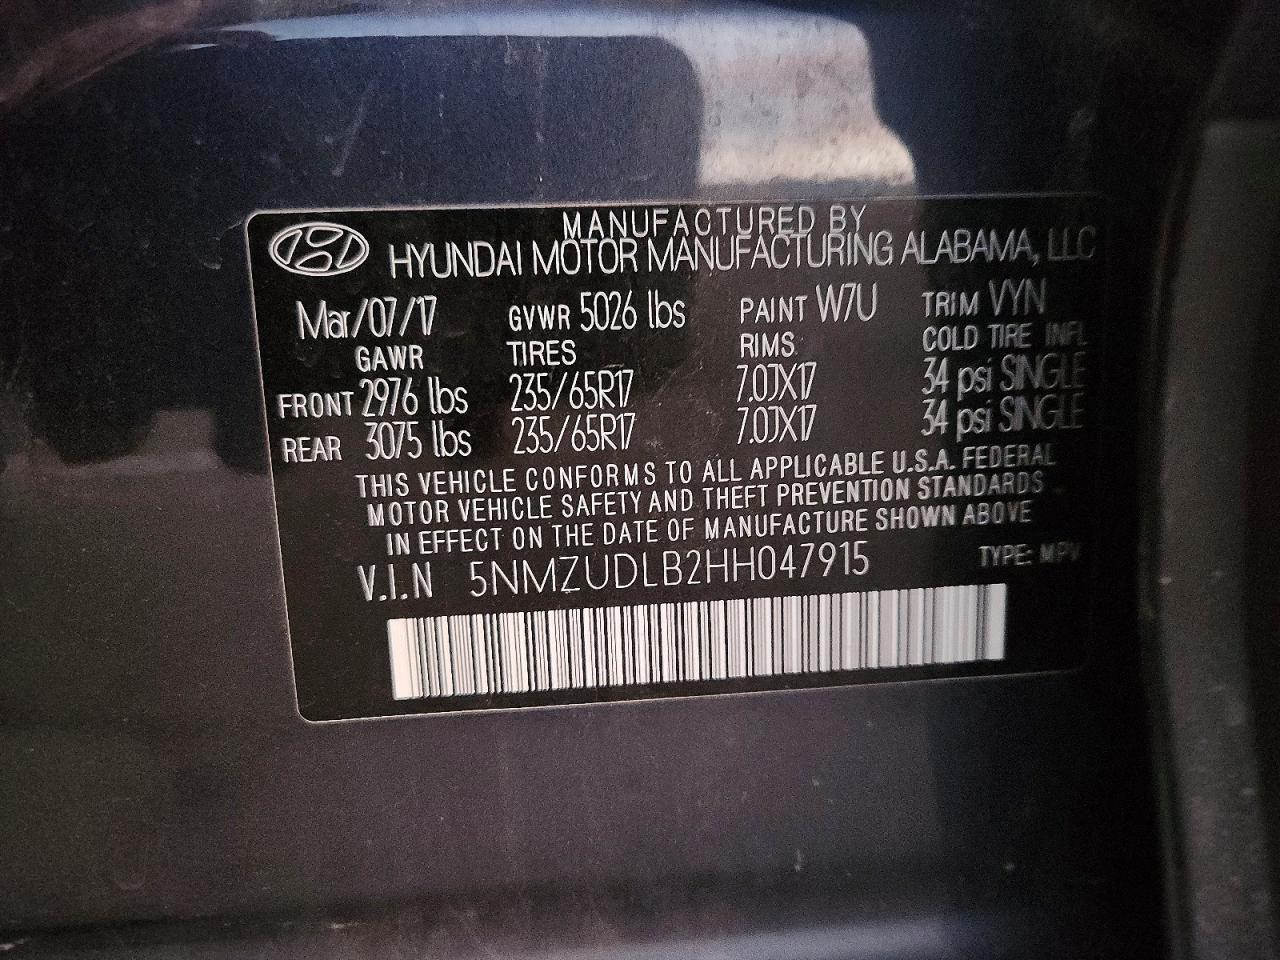 MANUFACTURED BY
HYUNDAI MOTOR MANUFACTURING ALABAMA, LLC
Mar/07/17 GVWR 5026 lbs PAINT W7U TRIM VYN
GAWR TIRES RIMS COLD TIRE INFL
FRONT 2976 lbs 235/65R17 7.0JX17 34 psi SINGLE
REAR 3075 lbs 235/65R17 7.0JX17 34 psi SINGLE
THIS VEHICLE CONFORMS TO ALL APPLICABLE U.S.A. FEDERAL
MOTOR VEHICLE SAFETY AND THEFT PREVENTION STANDARDS
IN EFFECT ON THE DATE OF MANUFACTURE SHOWN ABOVE
V.I.N 5NMZUDLB2HH047915 TYPE: MPV